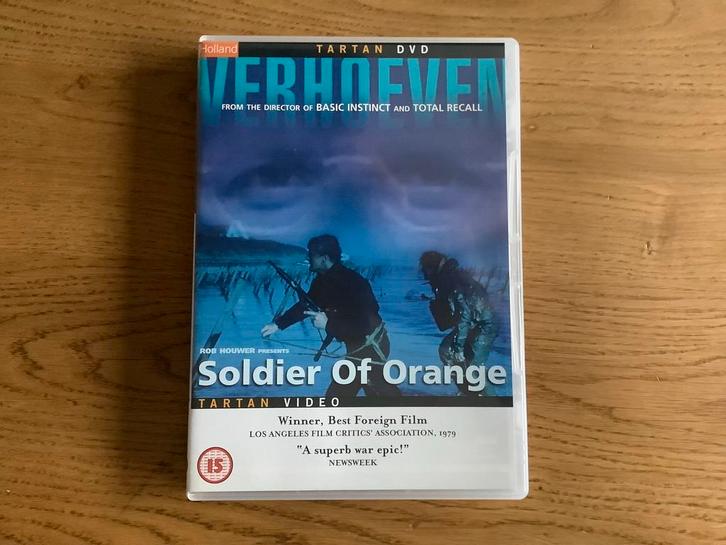 Holland
TARTAN DVD
VERHOEVEN
FROM THE DIRECTOR OF BASIC INSTINCT AND TOTAL RECALL
ROB HOUWER PRESENTS
Soldier Of Orange
TARTAN VIDEO
Winner, Best Foreign Film
LOS ANGELES FILM CRITICS' ASSOCIATION, 1979
"A superb war epic!"
NEWSWEEK
15